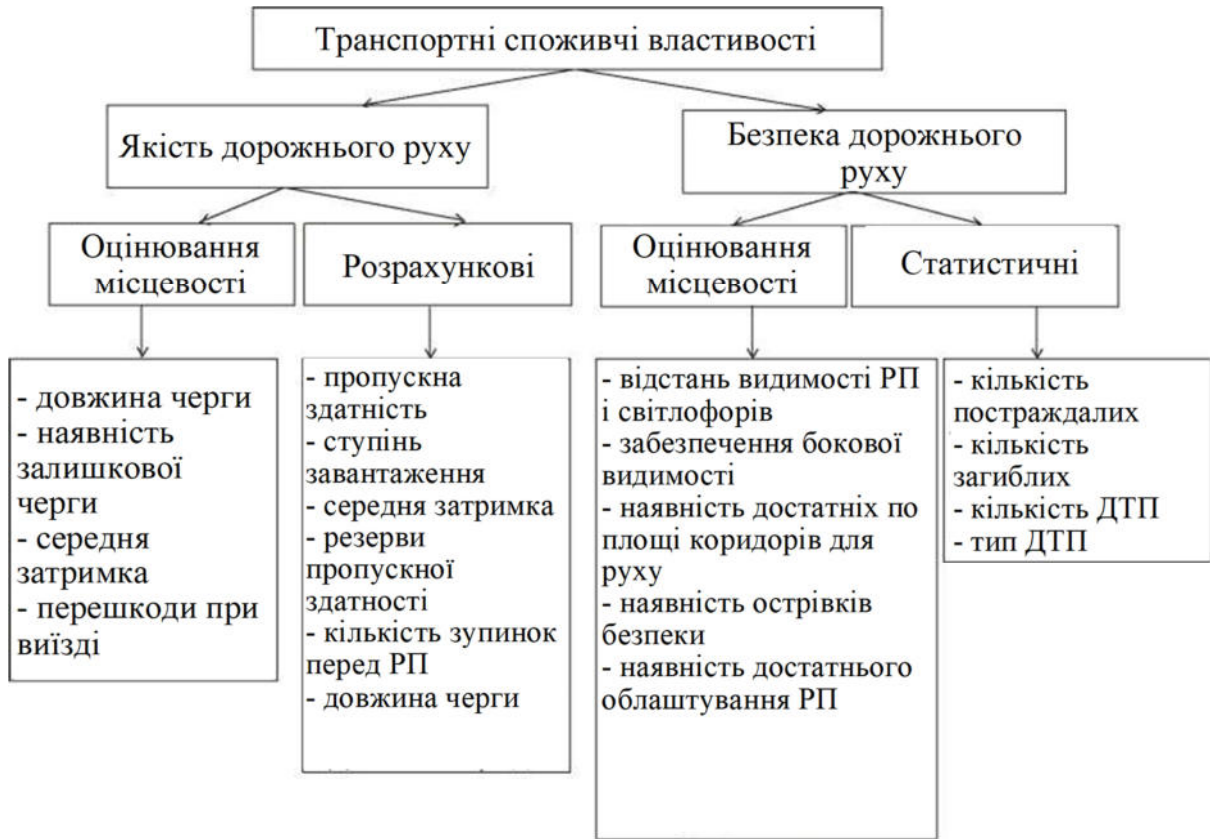 Транспортні споживчі властивості
Якість дорожнього руху
Безпека дорожнього
руху
Оцінювання
місцевості
Розрахункові
Оцінювання
місцевості
Статистичні
- довжина черги
- наявність
залишкової
черги
- середня
затримка
- перешкоди при
виїзді
- пропускна
здатність
- ступінь
завантаження
- середня затримка
- резерви
пропускної
здатності
- кількість зупинок
перед РП
- довжина черги
- відстань видимості РП
і світлофорів
- забезпечення бокової
видимості
- наявність достатніх по
площі коридорів для
руху
- наявність острівків
безпеки
- наявність достатнього
облаштування РП
- кількість
постраждалих
- кількість
загиблих
- кількість ДТП
- тип ДТП